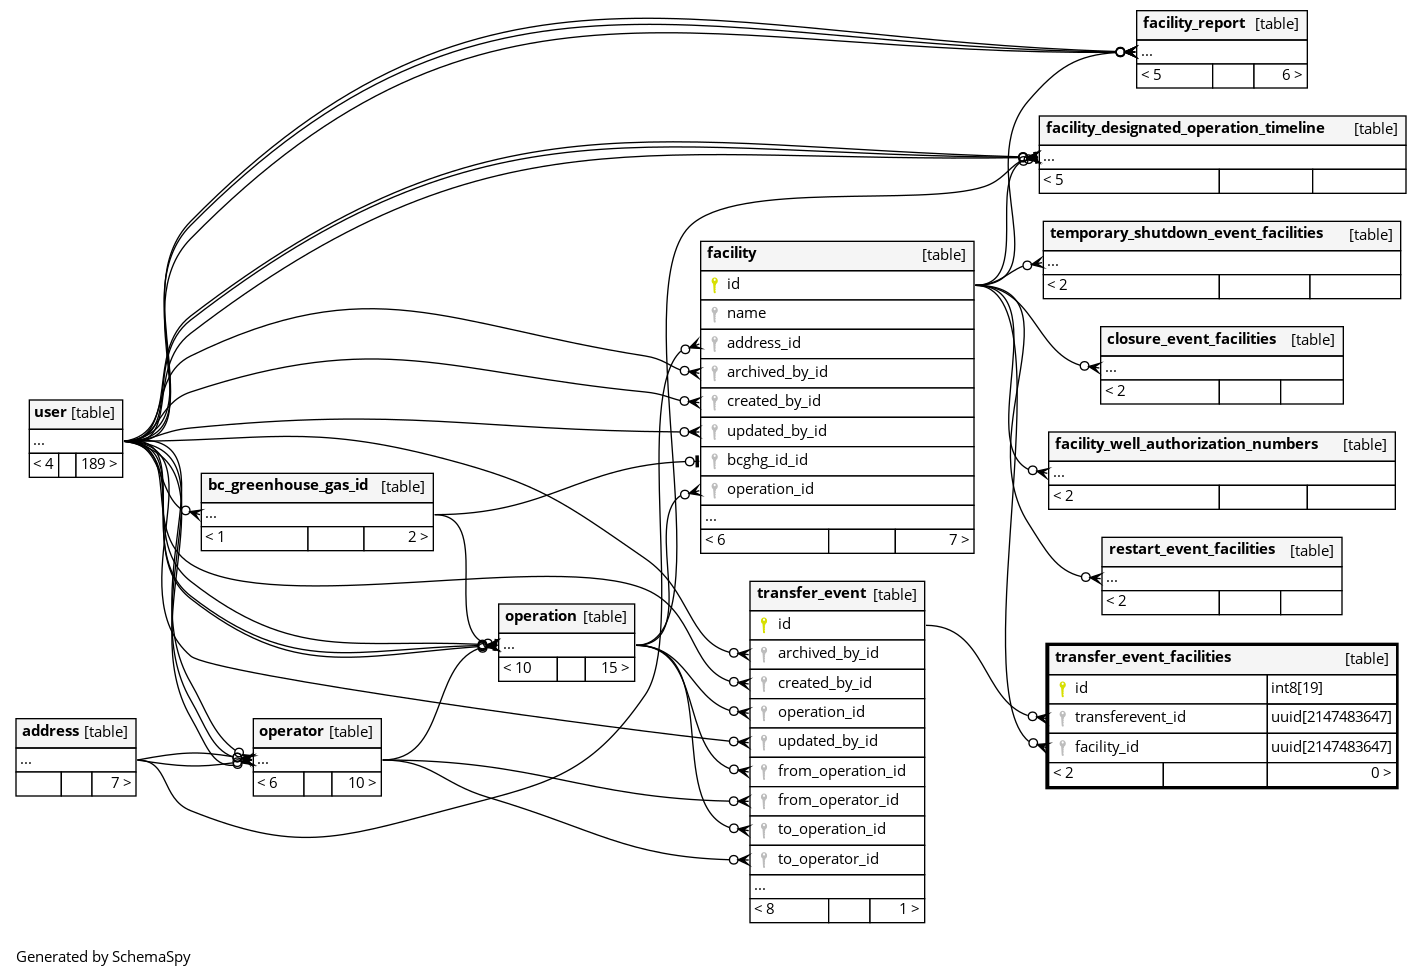 facility_report [table]
...
< 5 6 >
facility_designated_operation_timeline [table]
...
< 5
temporary_shutdown_event_facilities [table]
...
< 2
closure_event_facilities [table]
...
< 2
facility_well_authorization_numbers [table]
...
< 2
restart_event_facilities [table]
...
< 2
transfer_event_facilities [table]
id int8[19]
transferevent_id uuid[2147483647]
facility_id uuid[2147483647]
< 2 0 >
facility [table]
id
name
address_id
archived_by_id
created_by_id
updated_by_id
bcghg_id_id
operation_id
...
< 6 7 >
transfer_event [table]
id
archived_by_id
created_by_id
operation_id
updated_by_id
from_operation_id
from_operator_id
to_operation_id
to_operator_id
...
< 8 1 >
user [table]
...
< 4 189 >
bc_greenhouse_gas_id [table]
...
< 1 2 >
operation [table]
...
< 10 15 >
address [table]
...
7 >
operator [table]
...
< 6 10 >
Generated by SchemaSpy